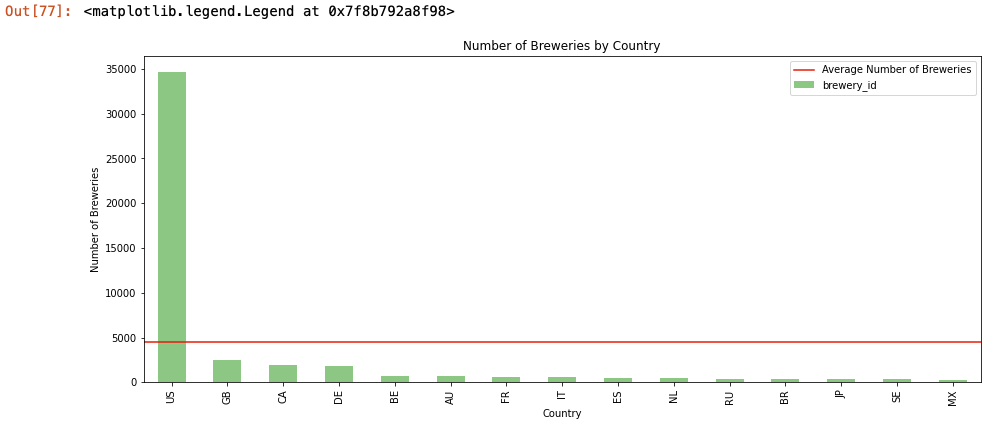 Out[77]: <matplotlib.legend.Legend at 0x7f8b792a8f98>
Number of Breweries by Country
Average Number of Breweries
brewery_id
Number of Breweries
35000
30000
25000
20000
15000
10000
5000
0
US GB CA DE BE AU FR IT ES NL RU BR JP SE MX
Country